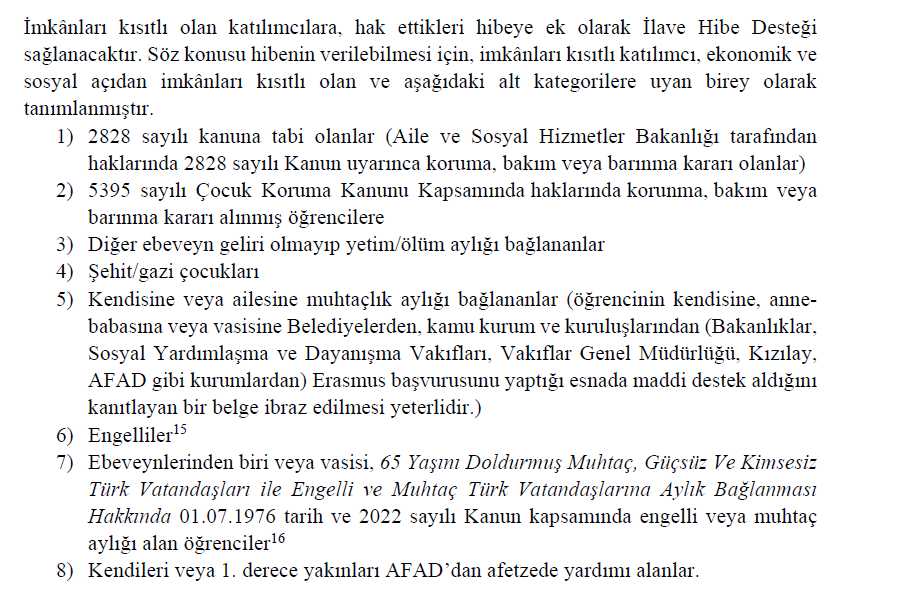 İmkânları kısıtlı olan katılımcılara, hak ettikleri hibeye ek olarak İlave Hibe Desteği
sağlanacaktır. Söz konusu hibenin verilebilmesi için, imkânları kısıtlı katılımcı, ekonomik ve
sosyal açıdan imkânları kısıtlı olan ve aşağıdaki alt kategorilere uyan birey olarak
tanımlanmıştır.
1) 2828 sayılı kanuna tabi olanlar (Aile ve Sosyal Hizmetler Bakanlığı tarafından
haklarında 2828 sayılı Kanun uyarınca koruma, bakım veya barınma kararı olanlar)
2) 5395 sayılı Çocuk Koruma Kanunu Kapsamında haklarında korunma, bakım veya
barınma kararı alınmış öğrencilere
3) Diğer ebeveyn geliri olmayıp yetim/ölüm aylığı bağlananlar
4) Şehit/gazi çocukları
5) Kendisine veya ailesine muhtaçlık aylığı bağlananlar (öğrencinin kendisine, anne-
babasına veya vasisine Belediyelerden, kamu kurum ve kuruluşlarından (Bakanlıklar,
Sosyal Yardımlaşma ve Dayanışma Vakıfları, Vakıflar Genel Müdürlüğü, Kızılay,
AFAD gibi kurumlardan) Erasmus başvurusunu yaptığı esnada maddi destek aldığını
kanıtlayan bir belge ibraz edilmesi yeterlidir.)
6) Engelliler15
7) Ebeveynlerinden biri veya vasisi, 65 Yaşını Doldurmuş Muhtaç, Güçsüz Ve Kimsesiz
Türk Vatandaşları ile Engelli ve Muhtaç Türk Vatandaşlarına Aylık Bağlanması
Hakkında 01.07.1976 tarih ve 2022 sayılı Kanun kapsamında engelli veya muhtaç
aylığı alan öğrenciler16
8) Kendileri veya 1. derece yakınları AFAD’dan afetzede yardımı alanlar.